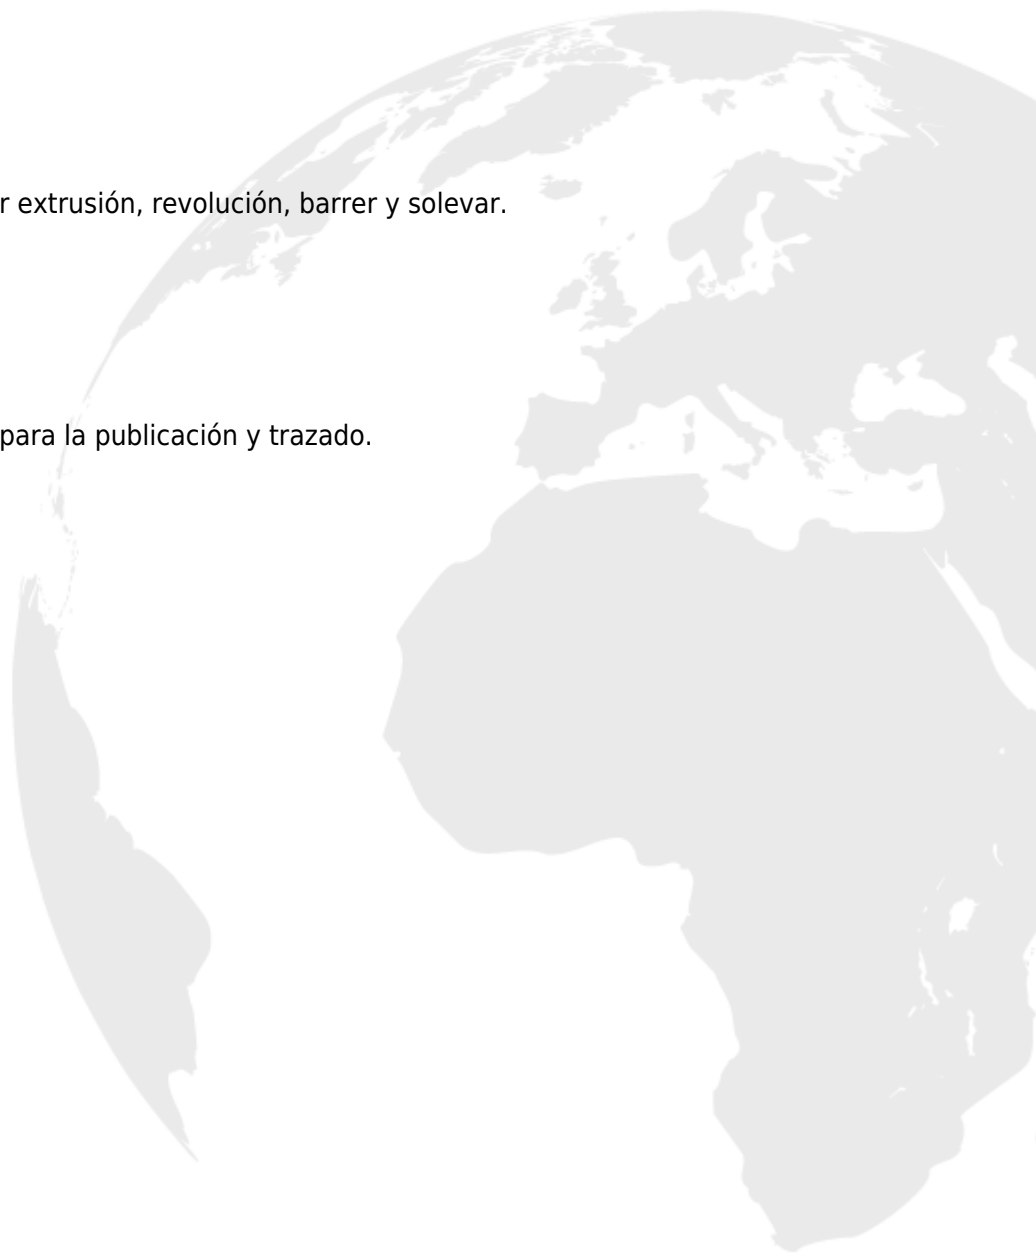 r extrusión, revolución, barrer y solevar.
para la publicación y trazado.